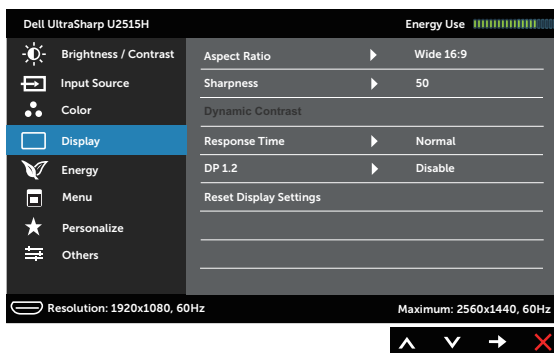 Dell UltraSharp U2515H Energy Use
Brightness / Contrast
Input Source
Color
Display
Energy
Menu
Personalize
Others
Aspect Ratio Wide 16:9
Sharpness 50
Dynamic Contrast
Response Time Normal
DP 1.2 Disable
Reset Display Settings
Resolution: 1920x1080, 60Hz Maximum: 2560x1440, 60Hz